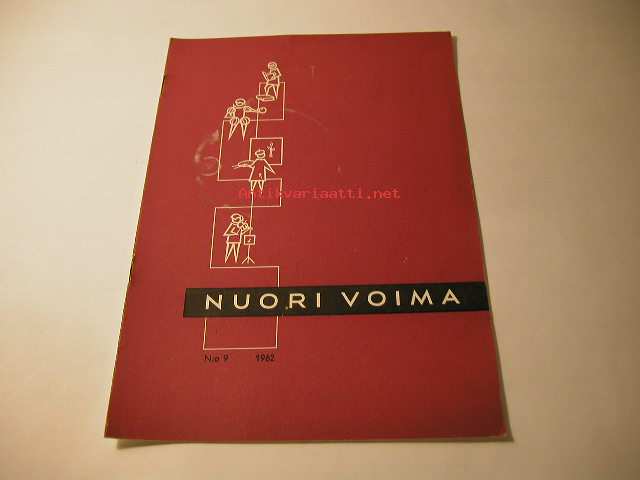 Antikvariaatti.net
NUORI VOIMA
N:o 9 1962